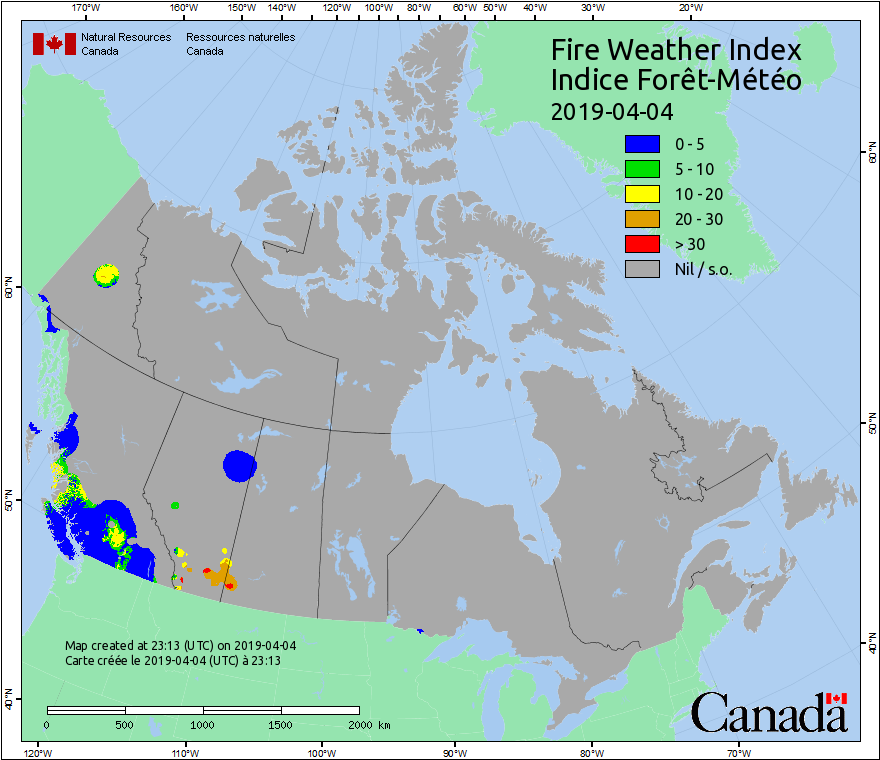 170°W 160°W 150°W 140°W 120°W 100°W 80°W 60°W 50°W 40°W 30°W 20°W
Natural Resources Ressources naturelles
Canada Canada
Fire Weather Index
Indice Forêt-Météo
2019-04-04
0 - 5
5 - 10
10 - 20
20 - 30
> 30
Nil / s.o.
60°N
50°N
40°N
60°N
50°N
40°N
Map created at 23:13 (UTC) on 2019-04-04
Carte créée le 2019-04-04 (UTC) à 23:13
0 500 1000 1500 2000 km
Canada
120°W 110°W 100°W 90°W 80°W 70°W